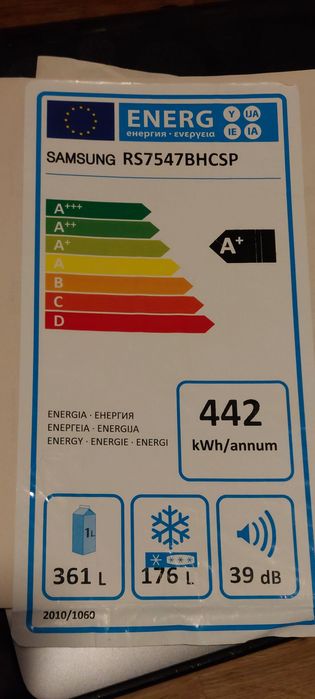 ENERG Y UA
енергия · ενεργεια IE IA
SAMSUNG RS7547BHCSP
A+++
A++
A+
A+
A
B
C
D
442
ENERGIA · ЕНЕРГИЯ
ΕΝΕΡΓΕΙΑ · ENERGIJA
kWh/annum
ENERGY · ENERGIE · ENERGI
1L
361 L
176 L
39 dB
2010/1060